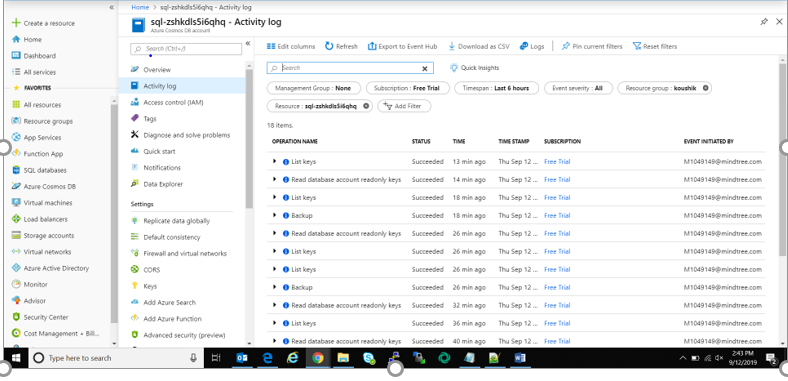 Home > sql-zshkdls5i6qhq - Activity log
sql-zshkdls5i6qhq - Activity log
Azure Cosmos DB account
Create a resource
Home
Dashboard
All services
FAVORITES
All resources
Resource groups
App Services
Function App
SQL databases
Azure Cosmos DB
Virtual machines
Load balancers
Storage accounts
Virtual networks
Azure Active Directory
Monitor
Advisor
Security Center
Cost Management + Bill...
Search (Ctrl+/)
Overview
Activity log
Access control (IAM)
Tags
Diagnose and solve problems
Quick start
Notifications
Data Explorer
Settings
Replicate data globally
Default consistency
Firewall and virtual networks
CORS
Keys
Add Azure Search
Add Azure Function
Advanced security (preview)
Edit columns Refresh Export to Event Hub Download as CSV Logs Pin current filters Reset filters
Search Quick Insights
Management Group : None Subscription : Free Trial Timespan : Last 6 hours Event severity : All Resource group : koushik
Resource : sql-zshkdls5i6qhq Add Filter
18 items.
OPERATION NAME STATUS TIME TIME STAMP SUBSCRIPTION EVENT INITIATED BY
List keys Succeeded 13 min ago Thu Sep 12 ... Free Trial M1049149@mindtree.com
Read database account readonly keys Succeeded 14 min ago Thu Sep 12 ... Free Trial M1049149@mindtree.com
List keys Succeeded 18 min ago Thu Sep 12 ... Free Trial M1049149@mindtree.com
Backup Succeeded 18 min ago Thu Sep 12 ... Free Trial M1049149@mindtree.com
Read database account readonly keys Succeeded 26 min ago Thu Sep 12 ... Free Trial M1049149@mindtree.com
List keys Succeeded 26 min ago Thu Sep 12 ... Free Trial M1049149@mindtree.com
List keys Succeeded 26 min ago Thu Sep 12 ... Free Trial M1049149@mindtree.com
Backup Succeeded 26 min ago Thu Sep 12 ... Free Trial M1049149@mindtree.com
Read database account readonly keys Succeeded 32 min ago Thu Sep 12 ... Free Trial M1049149@mindtree.com
List keys Succeeded 36 min ago Thu Sep 12 ... Free Trial M1049149@mindtree.com
Read database account readonly keys Succeeded 40 min ago Thu Sep 12 ... Free Trial M1049149@mindtree.com
Type here to search
2:43 PM
9/12/2019